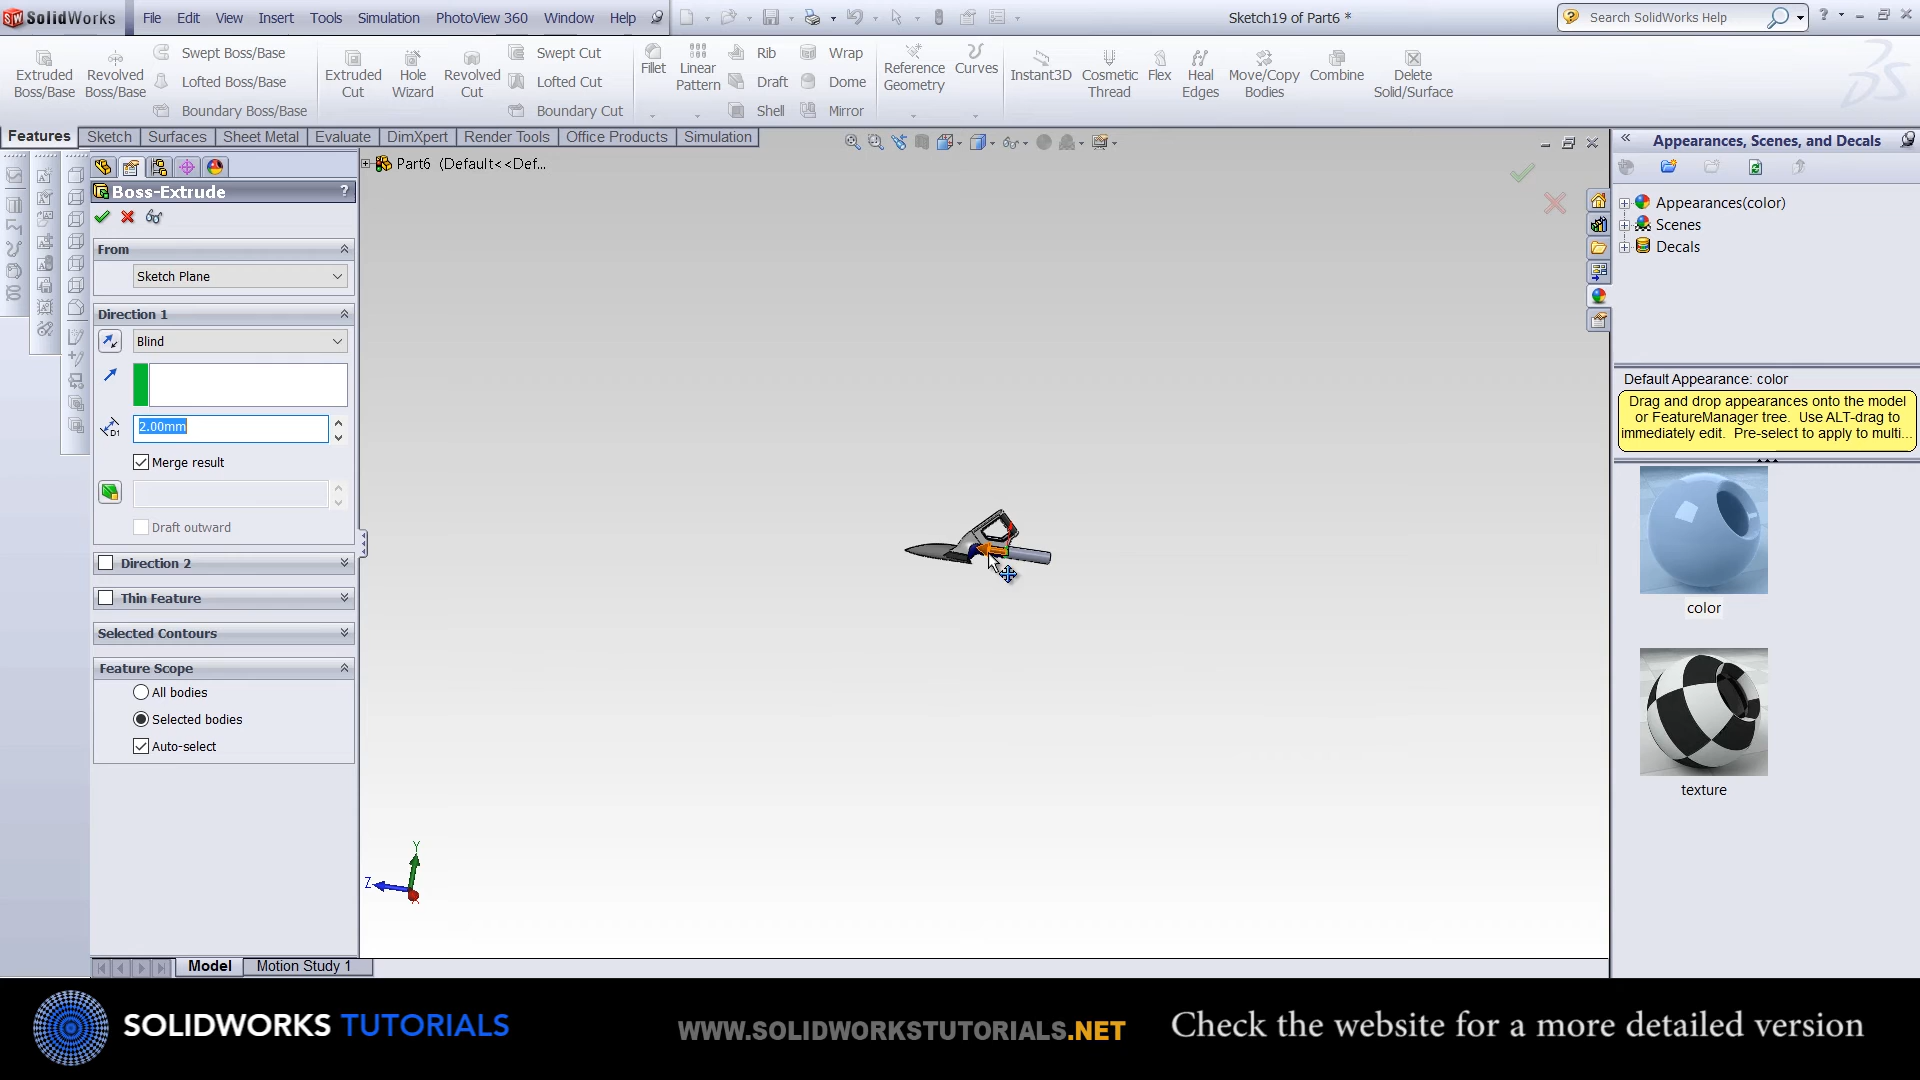 SolidWorks File Edit View Insert Tools Simulation PhotoView 360 Window Help Sketch19 of Part6 * Search SolidWorks Help ?
Extruded Boss/Base
Revolved Boss/Base
Swept Boss/Base
Lofted Boss/Base
Boundary Boss/Base
Extruded Cut
Hole Wizard
Revolved Cut
Swept Cut
Lofted Cut
Boundary Cut
Fillet
Linear Pattern
Rib
Draft
Shell
Wrap
Dome
Mirror
Reference Geometry
Curves
Instant3D
Cosmetic Thread
Flex
Heal Edges
Move/Copy Bodies
Combine
Delete Solid/Surface
Features Sketch Surfaces Sheet Metal Evaluate DimXpert Render Tools Office Products Simulation
Part6 (Default<<Def...
Boss-Extrude ?
From
Sketch Plane
Direction 1
Blind
D1 2.00mm
Merge result
Draft outward
Direction 2
Thin Feature
Selected Contours
Feature Scope
All bodies
Selected bodies
Auto-select
Y
Z
Model Motion Study 1
Appearances, Scenes, and Decals
Appearances(color)
Scenes
Decals
Default Appearance: color
Drag and drop appearances onto the model
or FeatureManager tree. Use ALT-drag to
immediately edit. Pre-select to apply to multi...
color
texture
SOLIDWORKS TUTORIALS WWW.SOLIDWORKSTUTORIALS.NET Check the website for a more detailed version